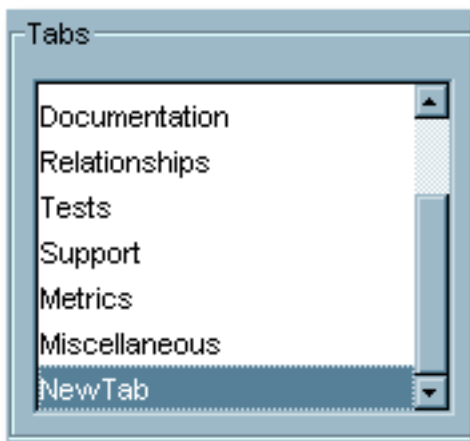 Tabs
Documentation
Relationships
Tests
Support
Metrics
Miscellaneous
NewTab